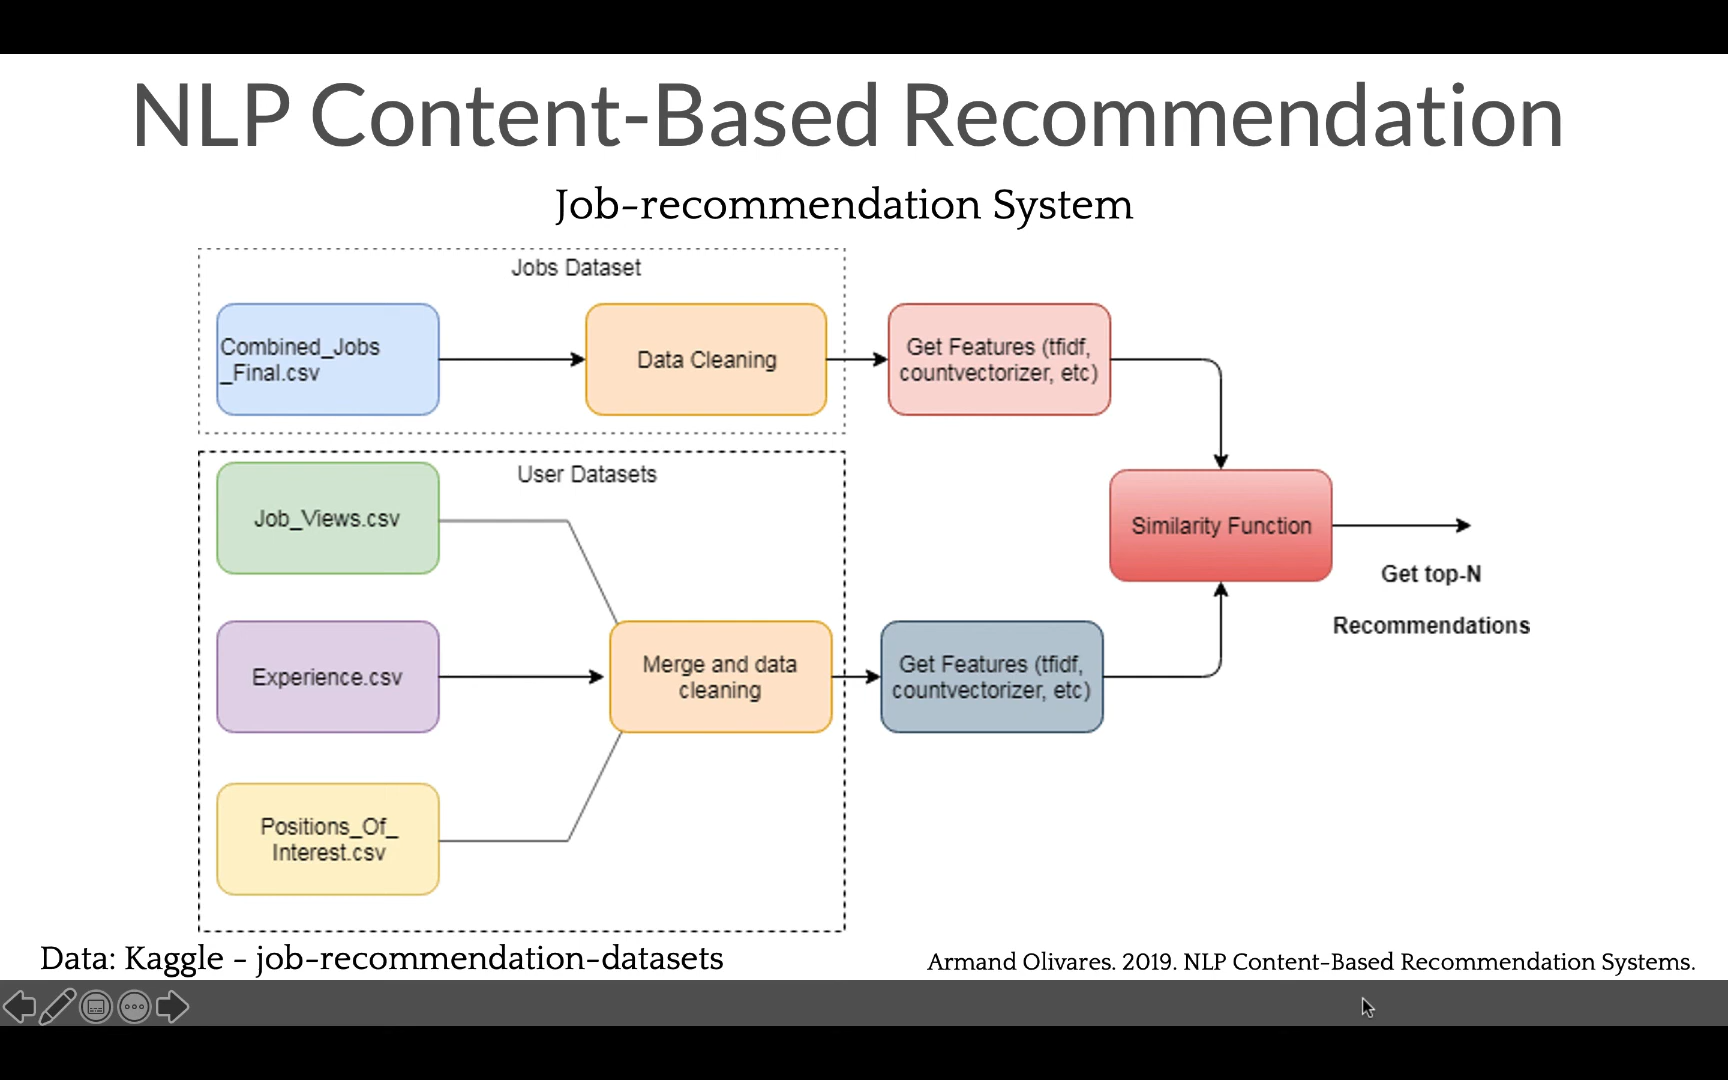 NLP Content-Based Recommendation
Job-recommendation System
Jobs Dataset
Combined_Jobs
_Final.csv
Data Cleaning
Get Features (tfidf,
countvectorizer, etc)
User Datasets
Job_Views.csv
Experience.csv
Positions_Of_
Interest.csv
Merge and data
cleaning
Get Features (tfidf,
countvectorizer, etc)
Similarity Function
Get top-N
Recommendations
Data: Kaggle - job-recommendation-datasets
Armand Olivares. 2019. NLP Content-Based Recommendation Systems.